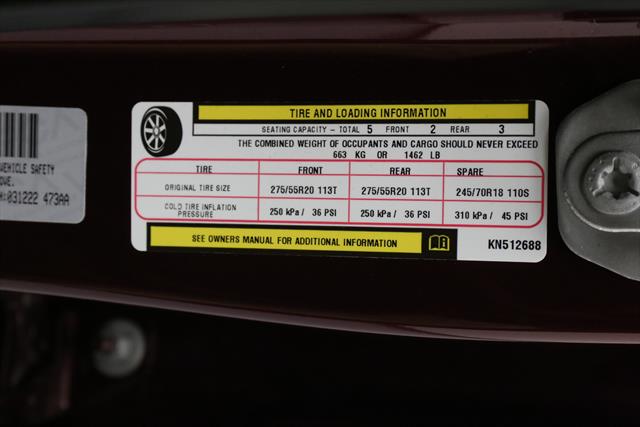 TIRE AND LOADING INFORMATION
SEATING CAPACITY - TOTAL 5 FRONT 2 REAR 3
THE COMBINED WEIGHT OF OCCUPANTS AND CARGO SHOULD NEVER EXCEED
663 KG OR 1462 LB
TIRE FRONT REAR SPARE
ORIGINAL TIRE SIZE 275/55R20 113T 275/55R20 113T 245/70R18 110S
COLD TIRE INFLATION PRESSURE 250 kPa / 36 PSI 250 kPa / 36 PSI 310 kPa / 45 PSI
SEE OWNERS MANUAL FOR ADDITIONAL INFORMATION
KN512688
VEHICLE SAFETY
OVE.
:031222 473AA